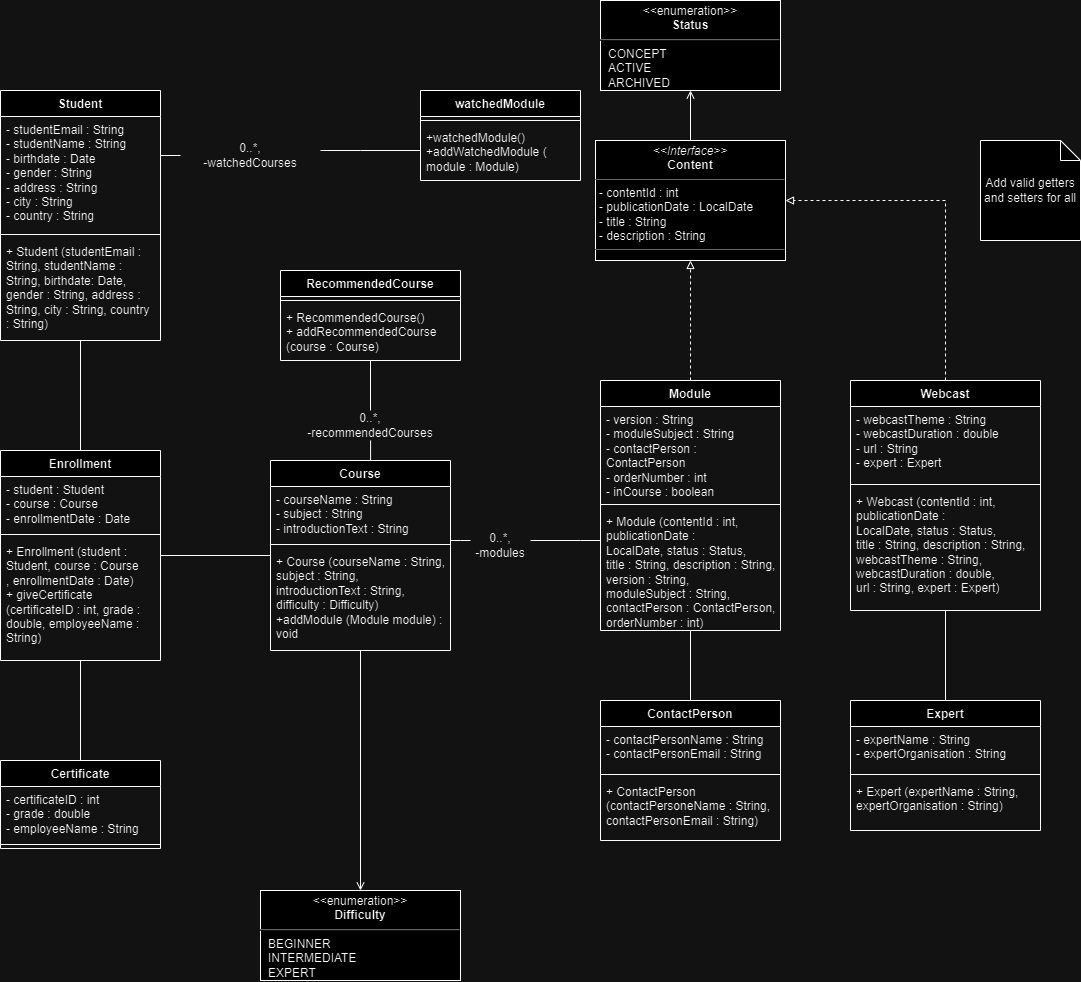 <<enumeration>>
Status
CONCEPT
ACTIVE
ARCHIVED
Student
- studentEmail : String
- studentName : String
- birthdate : Date
- gender : String
- address : String
- city : String
- country : String
+ Student (studentEmail :
String, studentName :
String, birthdate: Date,
gender : String, address :
String, city : String, country
: String)
0..*,
-watchedCourses
watchedModule
+watchedModule()
+addWatchedModule (
module : Module)
<<Interface>>
Content
- contentId : int
- publicationDate : LocalDate
- title : String
- description : String
Add valid getters
and setters for all
RecommendedCourse
+ RecommendedCourse()
+ addRecommendedCourse
(course : Course)
0..*,
-recommendedCourses
Enrollment
- student : Student
- course : Course
- enrollmentDate : Date
+ Enrollment (student :
Student, course : Course
, enrollmentDate : Date)
+ giveCertificate
(certificateID : int, grade :
double, employeeName :
String)
Course
- courseName : String
- subject : String
- introductionText : String
+ Course (courseName : String,
subject : String,
introductionText : String,
difficulty : Difficulty)
+addModule (Module module) :
void
0..*,
-modules
Module
- version : String
- moduleSubject : String
- contactPerson :
ContactPerson
- orderNumber : int
- inCourse : boolean
+ Module (contentId : int,
publicationDate :
LocalDate, status : Status,
title : String, description : String,
version : String,
moduleSubject : String,
contactPerson : ContactPerson,
orderNumber : int)
Webcast
- webcastTheme : String
- webcastDuration : double
- url : String
- expert : Expert
+ Webcast (contentId : int,
publicationDate :
LocalDate, status : Status,
title : String, description : String,
webcastTheme : String,
webcastDuration : double,
url : String, expert : Expert)
Certificate
- certificateID : int
- grade : double
- employeeName : String
ContactPerson
- contactPersonName : String
- contactPersonEmail : String
+ ContactPerson
(contactPersoneName : String,
contactPersonEmail : String)
Expert
- expertName : String
- expertOrganisation : String
+ Expert (expertName : String,
expertOrganisation : String)
<<enumeration>>
Difficulty
BEGINNER
INTERMEDIATE
EXPERT